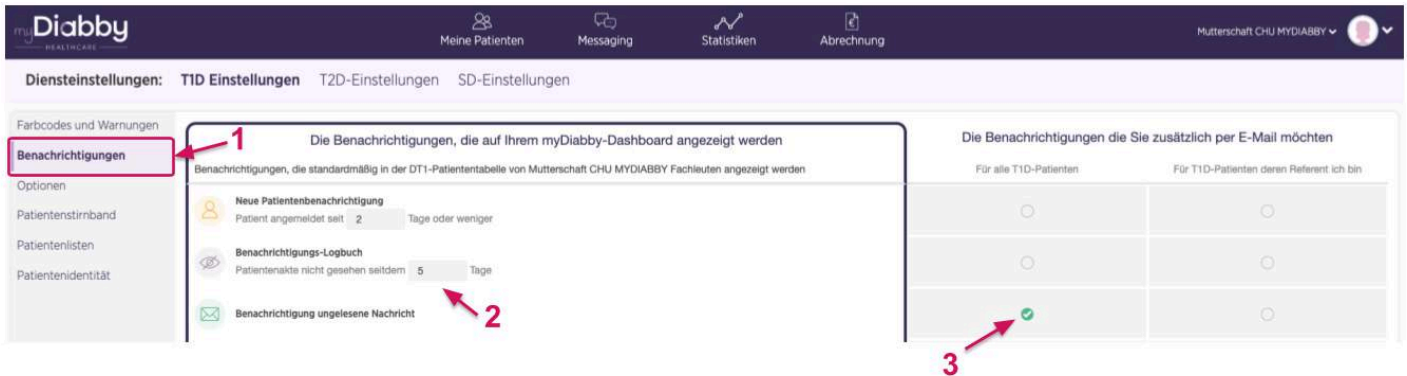 myDiabby
HEALTHCARE
Meine Patienten
Messaging
Statistiken
Abrechnung
Mutterschaft CHU MYDIABBY
Diensteinstellungen: T1D Einstellungen T2D-Einstellungen SD-Einstellungen
Farbcodes und Warnungen
Benachrichtigungen
Optionen
Patientenstirnband
Patientenlisten
Patientenidentität
1
Die Benachrichtigungen, die auf Ihrem myDiabby-Dashboard angezeigt werden
Benachrichtigungen, die standardmäßig in der DT1-Patiententabelle von Mutterschaft CHU MYDIABBY Fachleuten angezeigt werden
Neue Patientenbenachrichtigung
Patient angemeldet seit 2 Tage oder weniger
Benachrichtigungs-Logbuch
Patientenakte nicht gesehen seitdem 5 Tage
2
Benachrichtigung ungelesene Nachricht
Die Benachrichtigungen die Sie zusätzlich per E-Mail möchten
Für alle T1D-Patienten
Für T1D-Patienten deren Referent ich bin
3